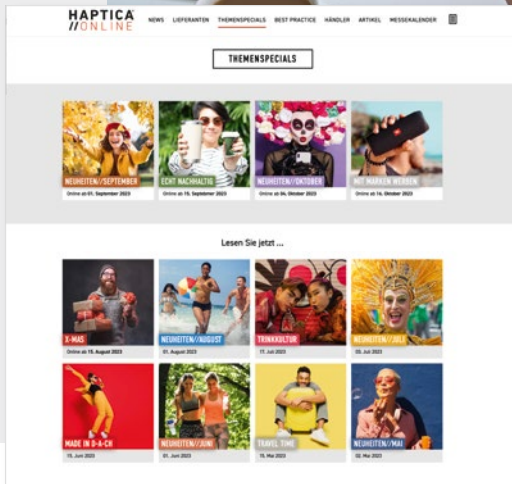 HAPTICA®
//ONLINE
NEWS LIEFERANTEN THEMENSPECIALS BEST PRACTICE HÄNDLER ARTIKEL MESSEKALENDER
THEMENSPECIALS
NEUHEITEN//SEPTEMBER ECHT NACHHALTIG NEUHEITEN//OKTOBER MIT MARKEN WERBEN
Online ab 01. September 2023 Online ab 15. September 2023 Online ab 04. Oktober 2023 Online ab 16. Oktober 2023
Lesen Sie jetzt ...
X-MAS NEUHEITEN//AUGUST TRINKKULTUR NEUHEITEN//JULI
Online ab 15. August 2023 01. August 2023 17. Juli 2023 03. Juli 2023
MADE IN D-A-CH NEUHEITEN//JUNI TRAVEL TIME NEUHEITEN//MAI
15. Juni 2023 01. Juni 2023 15. Mai 2023 02. Mai 2023